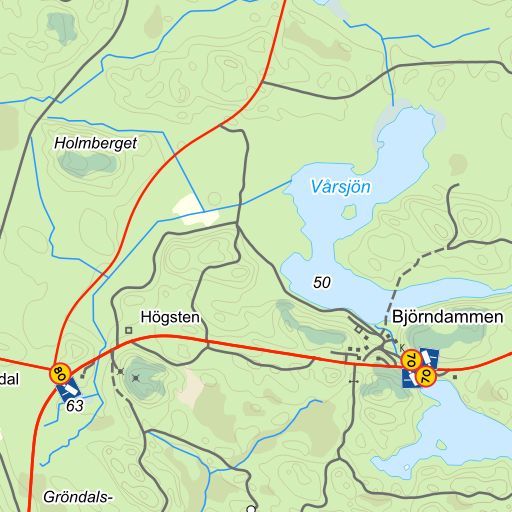 Holmberget
Vårsjön
50
Högsten
Björndammen
K
70
70
80
dal
63
Gröndals-